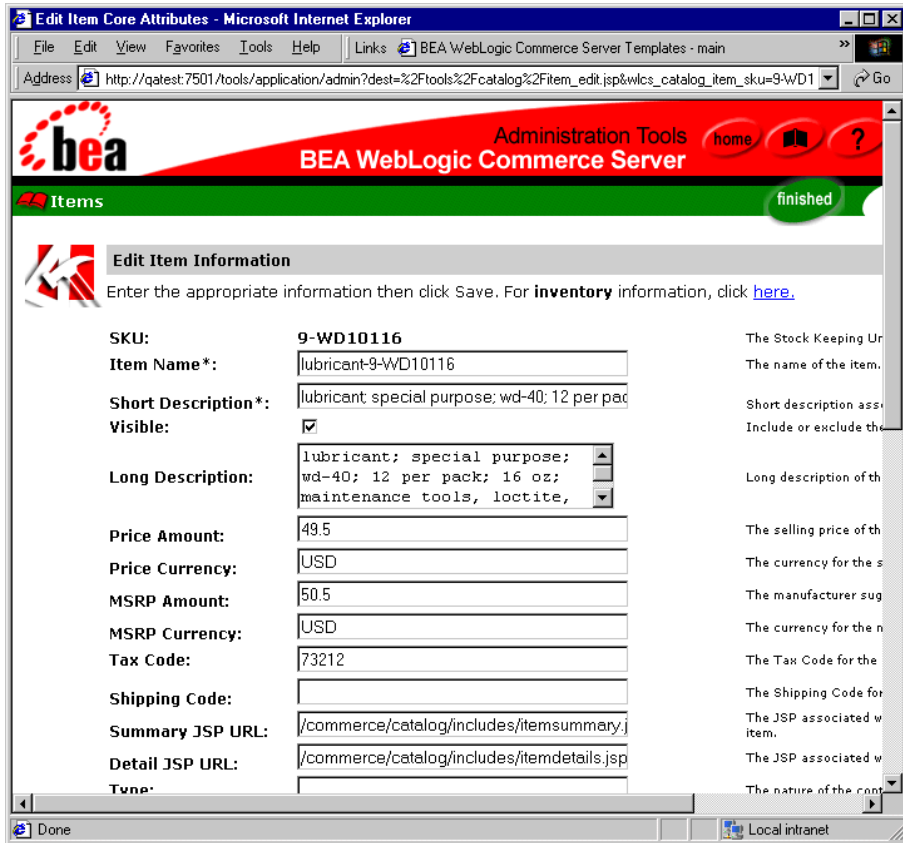 Edit Item Core Attributes - Microsoft Internet Explorer
File Edit View Favorites Tools Help Links BEA WebLogic Commerce Server Templates - main »
Address http://qatest:7501/tools/application/admin?dest=%2Ftools%2Fcatalog%2Fitem_edit.jsp&wlcs_catalog_item_sku=9-WD1 Go
bea Administration Tools home ?
BEA WebLogic Commerce Server
Items finished
Edit Item Information
Enter the appropriate information then click Save. For inventory information, click here.
SKU: 9-WD10116 The Stock Keeping Un
Item Name*: lubricant-9-WD10116 The name of the item.
Short Description*: lubricant; special purpose; wd-40; 12 per pac Short description ass
Visible: Include or exclude the
Long Description: lubricant; special purpose;
wd-40; 12 per pack; 16 oz;
maintenance tools, loctite,
Long description of th
Price Amount: 49.5 The selling price of th
Price Currency: USD The currency for the s
MSRP Amount: 50.5 The manufacturer sug
MSRP Currency: USD The currency for the
Tax Code: 73212 The Tax Code for the
Shipping Code: The Shipping Code for
Summary JSP URL: /commerce/catalog/includes/itemsummary.j The JSP associated w
item.
Detail JSP URL: /commerce/catalog/includes/itemdetails.jsp The JSP associated w
Type: The nature of the cont
Done Local intranet